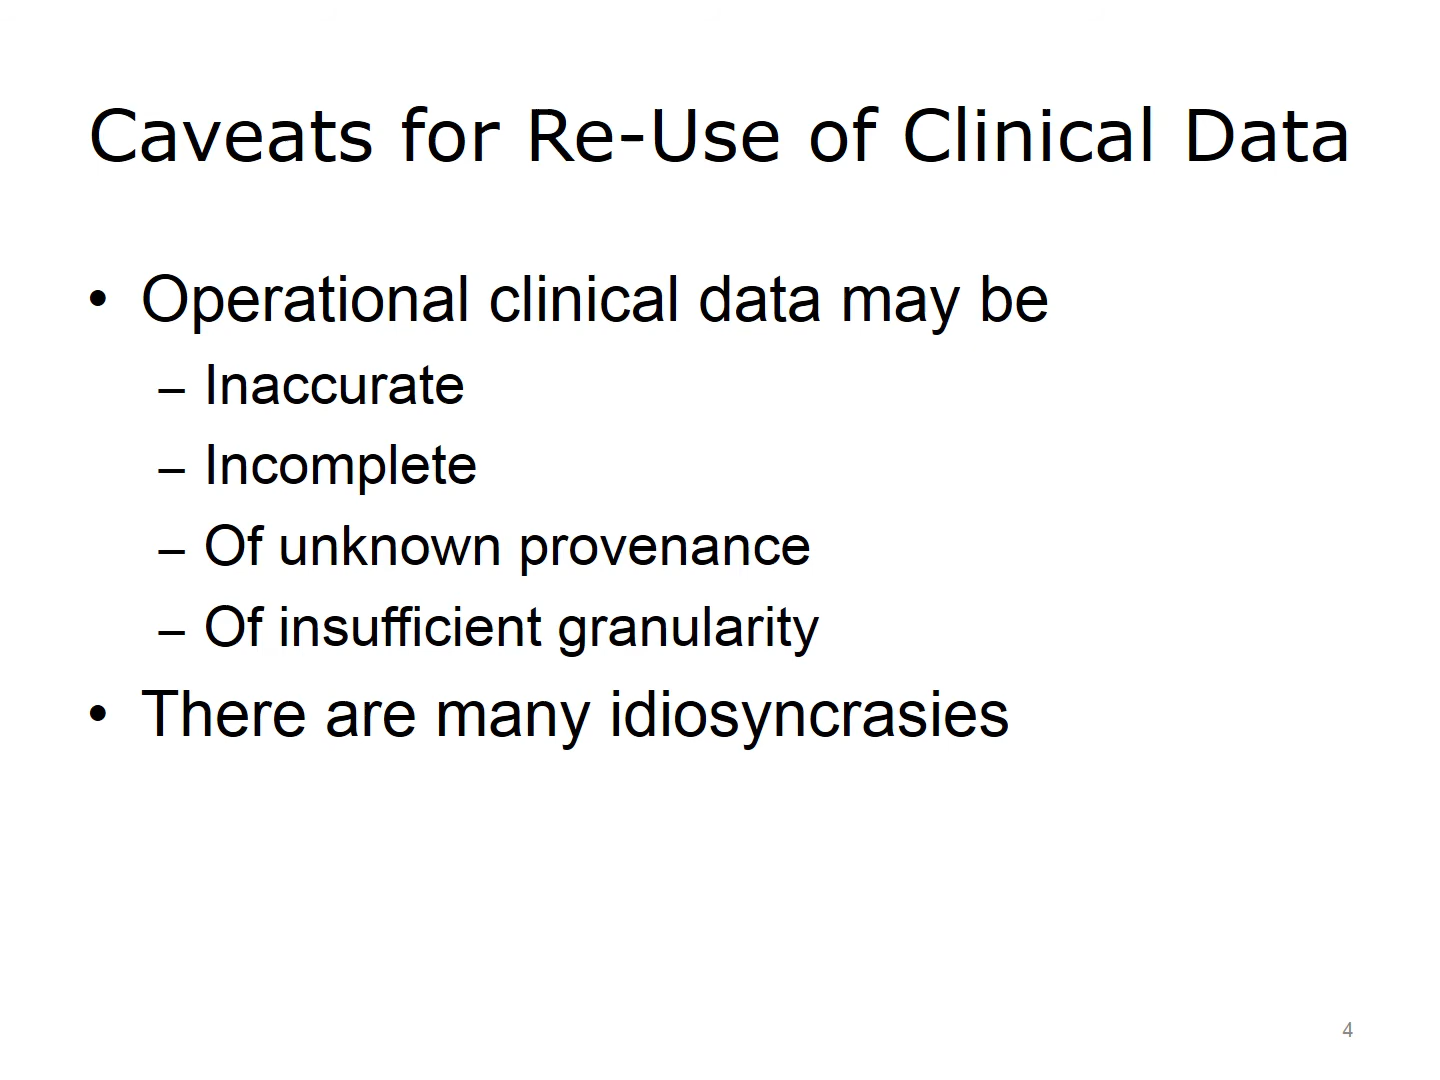 Caveats for Re-Use of Clinical Data
• Operational clinical data may be
– Inaccurate
– Incomplete
– Of unknown provenance
– Of insufficient granularity
• There are many idiosyncrasies
4